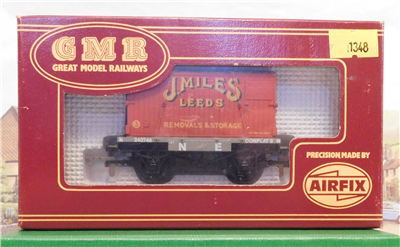 GMR
GREAT MODEL RAILWAYS
1348
J.MILES
LEEDS
REMOVALS & STORAGE
N E
PRECISION MADE BY
AIRFIX